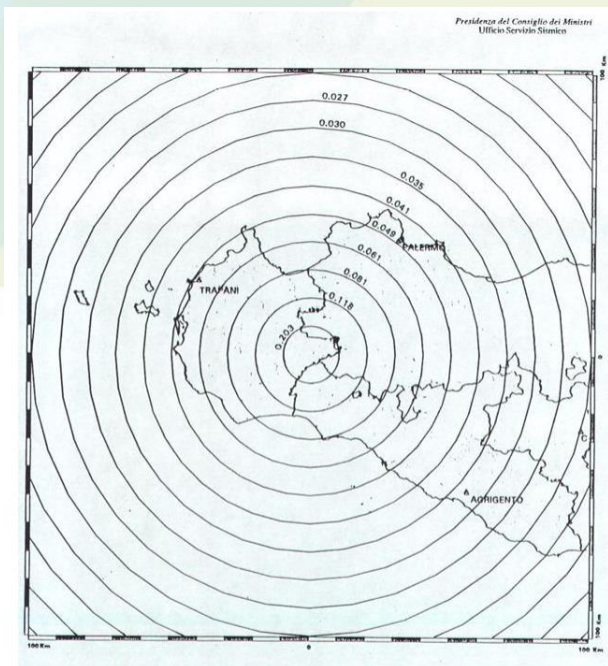 Presidenza del Consiglio dei Ministri
Ufficio Servizio Sismico
100 Km
0.027
0.030
0.035
0.041
0.049
PALERMO
0.061
0.081
TRAPANI
0.118
0.203
0
AGRIGENTO
100 Km
0
100 Km
100 Km